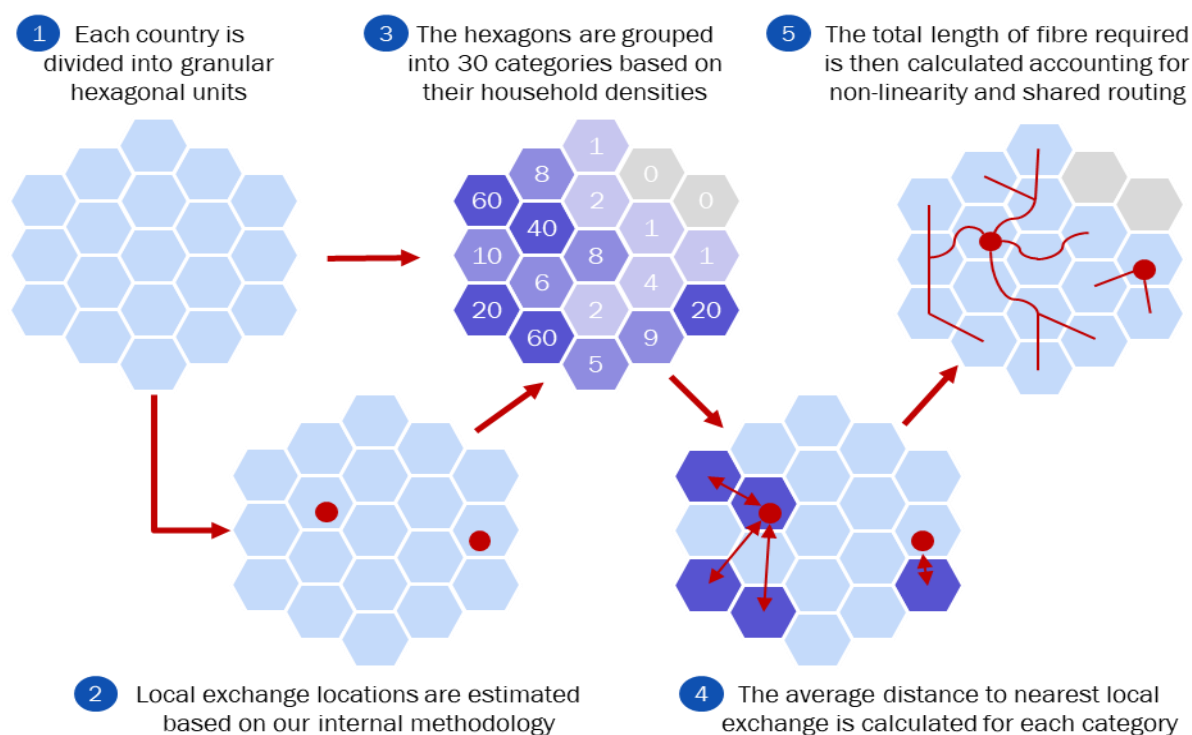 1 Each country is
divided into granular
hexagonal units
3 The hexagons are grouped
into 30 categories based on
their household densities
5 The total length of fibre required
is then calculated accounting for
non-linearity and shared routing
1
8
0
60
2
0
40
1
10
8
1
6
4
20
2
20
60
9
5
2 Local exchange locations are estimated
based on our internal methodology
4 The average distance to nearest local
exchange is calculated for each category